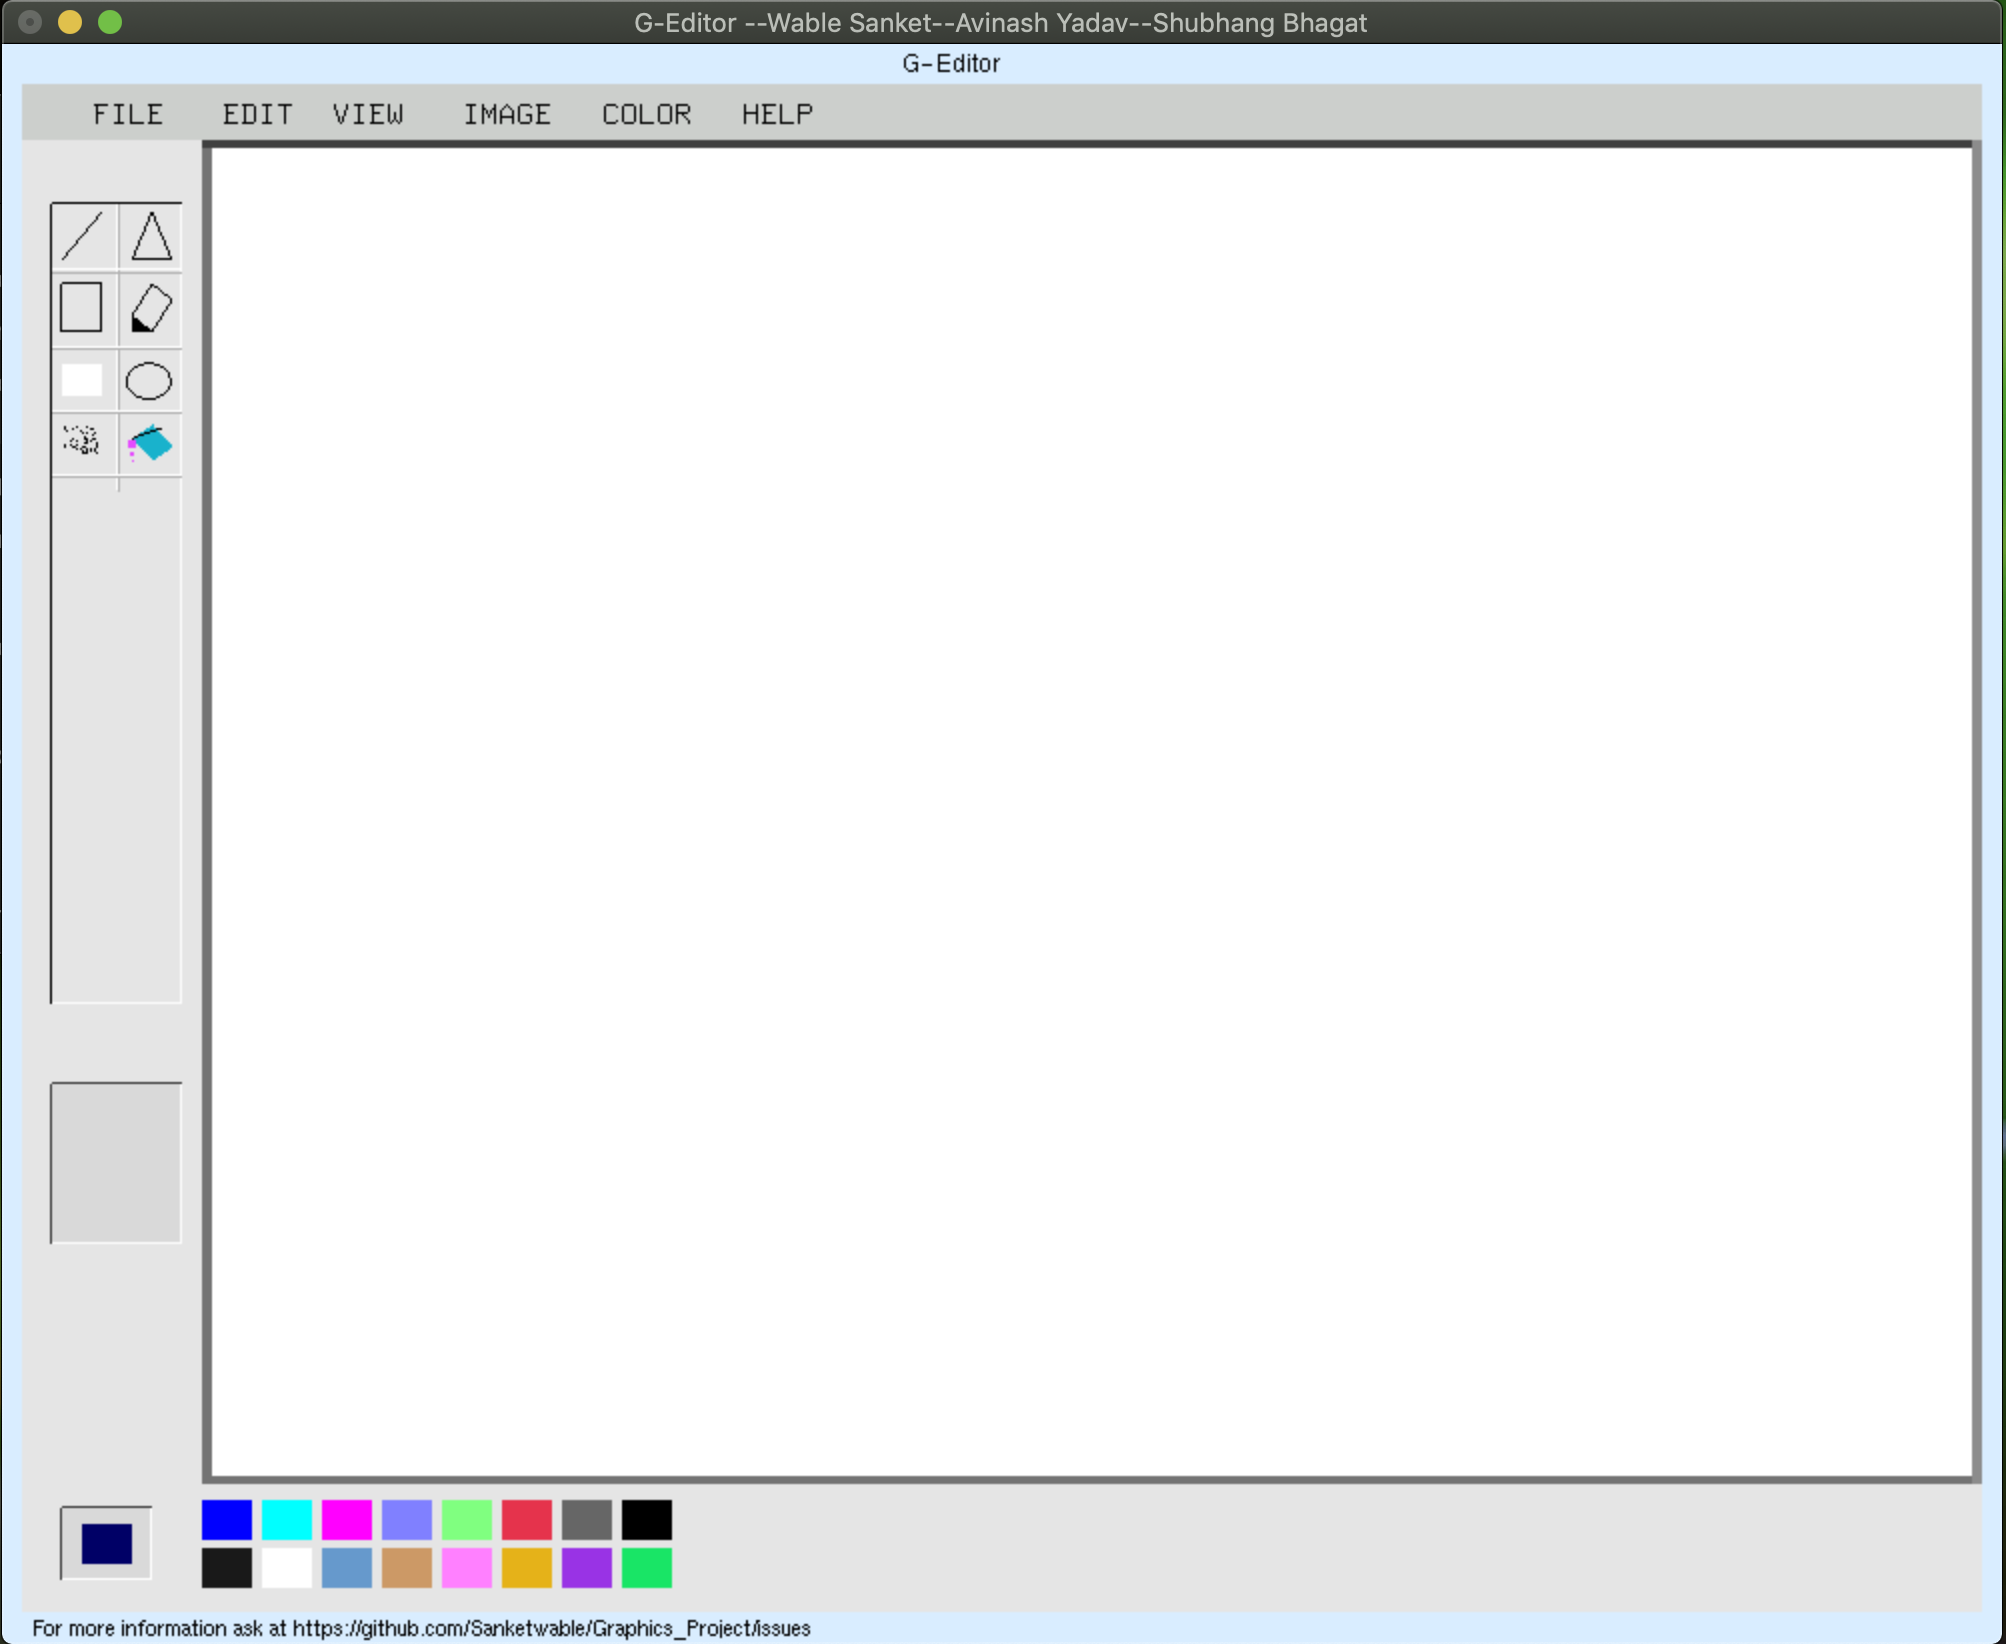 G-Editor --Wable Sanket--Avinash Yadav--Shubhang Bhagat
G-Editor
FILE EDIT VIEW IMAGE COLOR HELP
For more information ask at https://github.com/Sanketwable/Graphics_Project/issues